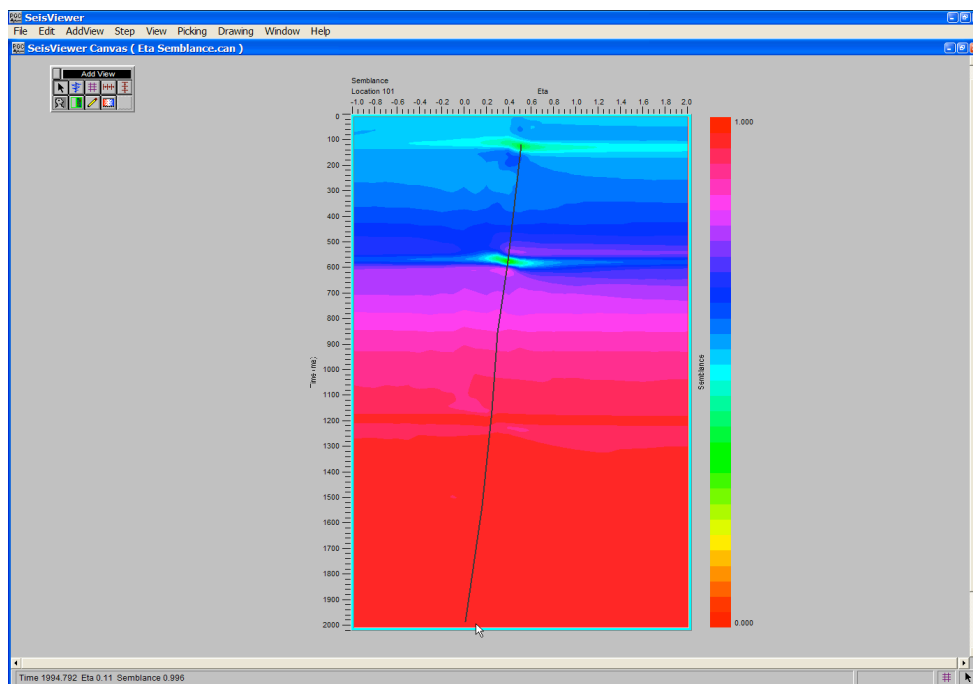 SeisViewer
File Edit AddView Step View Picking Drawing Window Help
SeisViewer Canvas ( Eta Semblance.can )
Add View
Semblance
Location 101 Eta
-1.0 -0.8 -0.6 -0.4 -0.2 0.0 0.2 0.4 0.6 0.8 1.0 1.2 1.4 1.6 1.8 2.0
0
100
200
300
400
500
600
700
800
900
1000
1100
1200
1300
1400
1500
1600
1700
1800
1900
2000
Semblance
1.000
0.000
Time 1994.792 Eta 0.11 Semblance 0.996